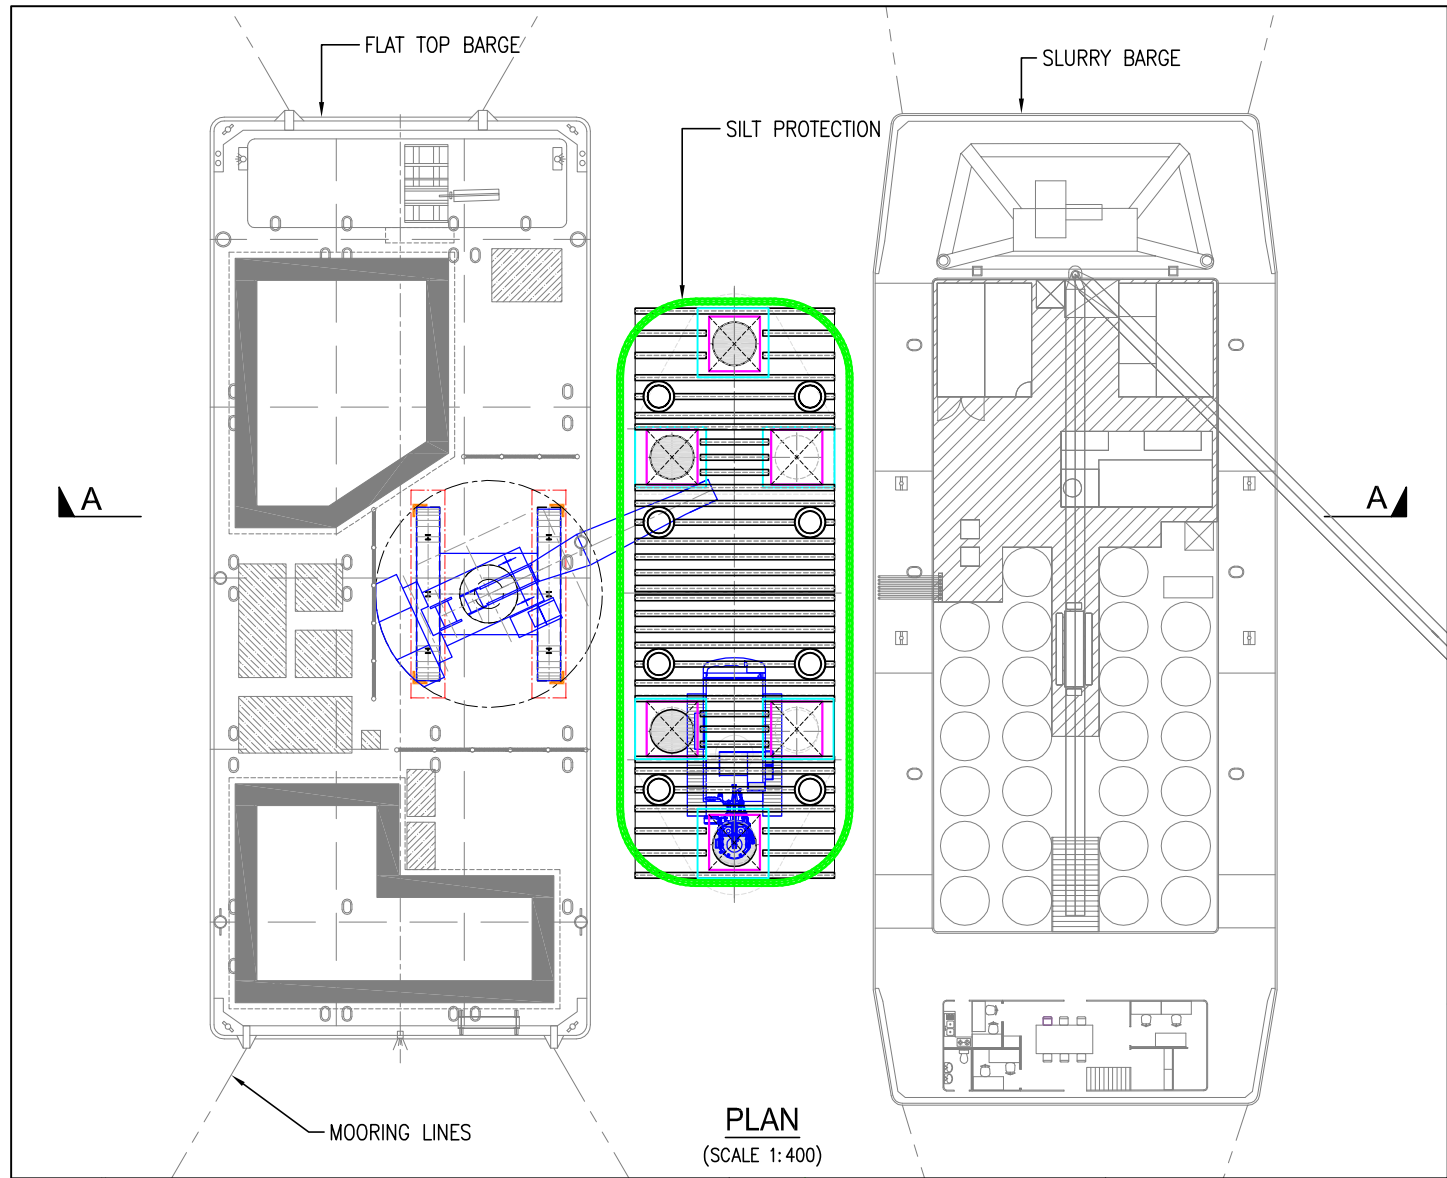 FLAT TOP BARGE
SLURRY BARGE
SILT PROTECTION
A
A
MOORING LINES
PLAN
(SCALE 1:400)